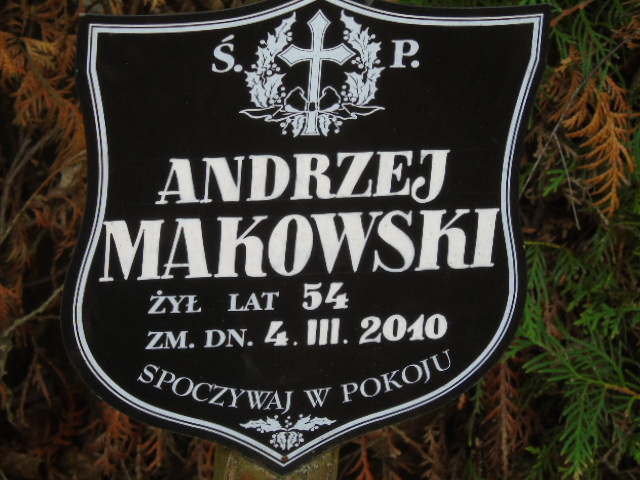 Ś. P.
ANDRZEJ
MAKOWSKI
ŻYŁ LAT 54
ZM. DN. 4. III. 2010
SPOCZYWAJ W POKOJU